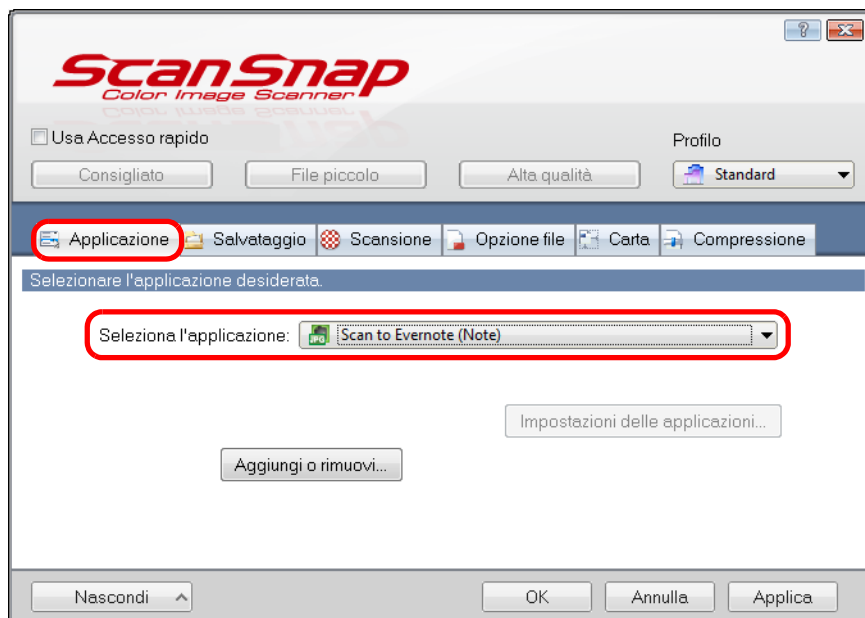 ScanSnap
Color Image Scanner
Usa Accesso rapido
Profilo
Consigliato File piccolo Alta qualità Standard
Applicazione Salvataggio Scansione Opzione file Carta Compressione
Selezionare l'applicazione desiderata.
Seleziona l'applicazione: JPG Scan to Evernote (Note)
Impostazioni delle applicazioni...
Aggiungi o rimuovi...
Nascondi OK Annulla Applica